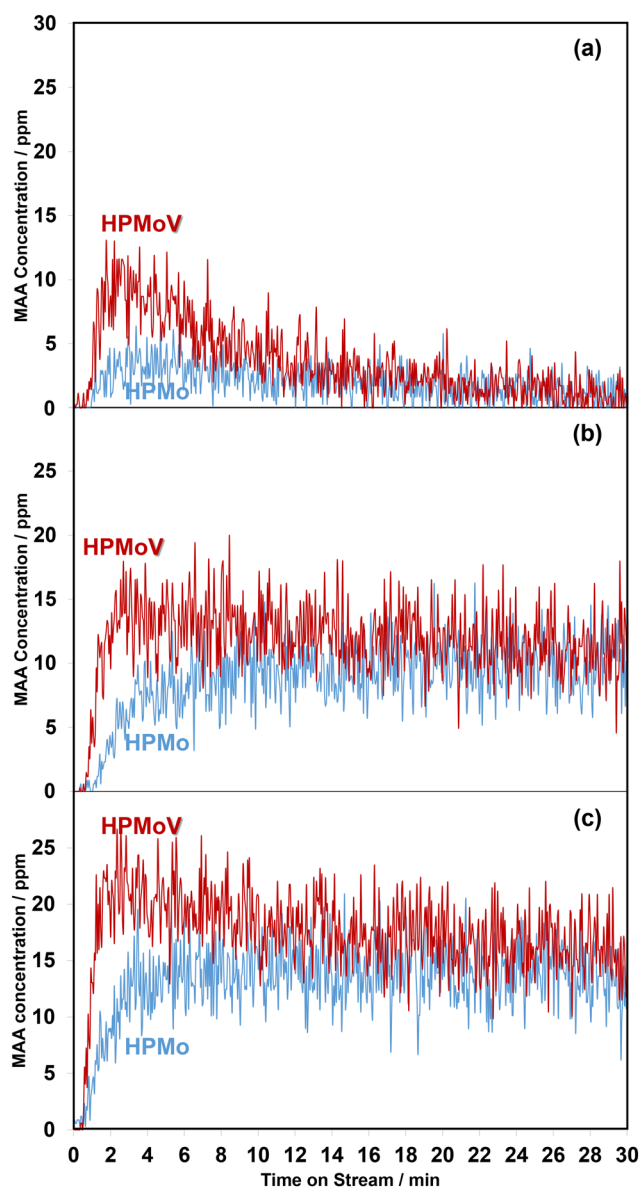 30
(a)
25
20
15
HPMoV
10
5
HPMo
0
MAA Concentration / ppm
(b)
25
20
HPMoV
15
10
5
HPMo
0
MAA Concentration / ppm
(c)
HPMoV
25
20
15
10
HPMo
5
0
MAA concentration / ppm
0 2 4 6 8 10 12 14 16 18 20 22 24 26 28 30
Time on Stream / min